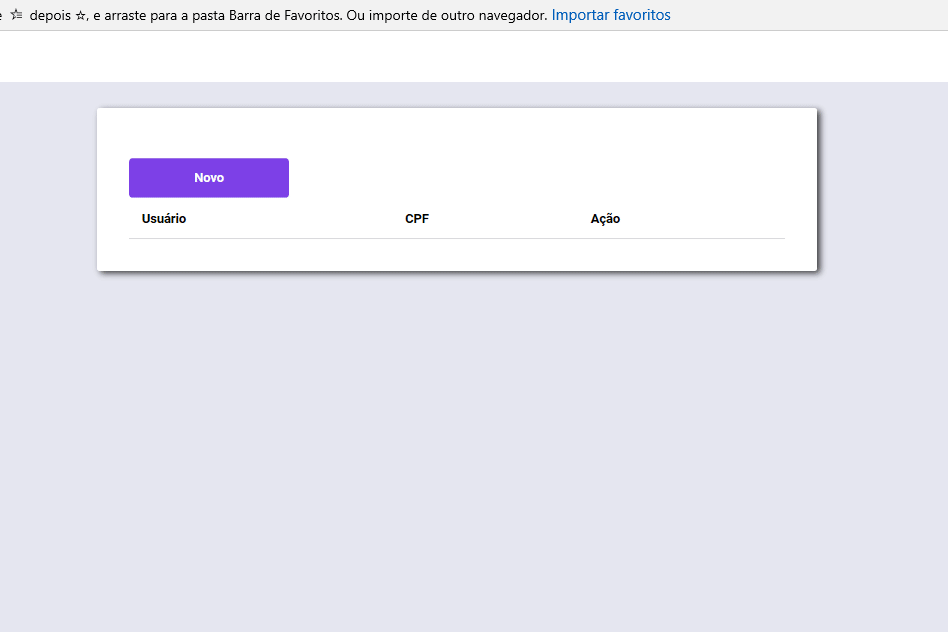 depois ☆, e arraste para a pasta Barra de Favoritos. Ou importe de outro navegador. Importar favoritos
Novo
Usuário CPF Ação